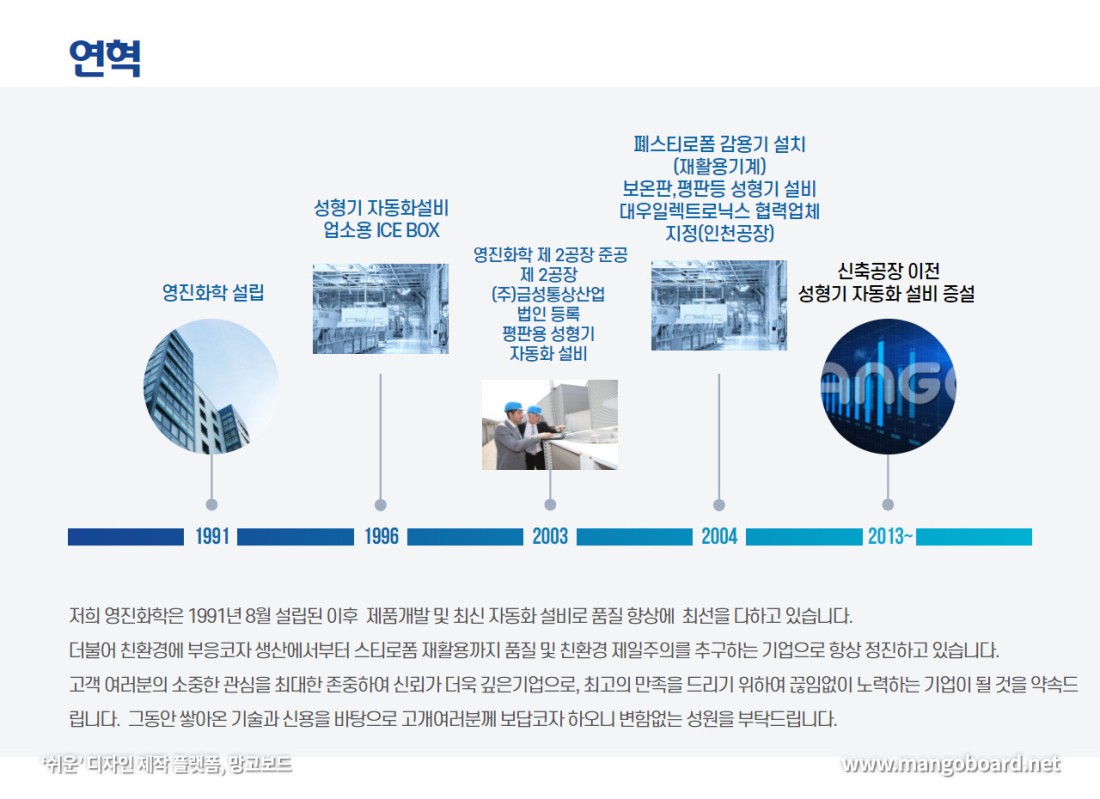 연혁
페스티로폼 감용기 설치
(재활용기계)
보온판,평판등 성형기 설비
대우일렉트로닉스 협력업체
지정(인천공장)
성형기 자동화설비
업소용 ICE BOX
영진화학 제 2공장 준공
제 2공장
(주)금성통상산업
법인 등록
평판용 성형기
자동화 설비
신축공장 이전
성형기 자동화 설비 증설
영진화학 설립
ANGO
1991
1996
2003
2004
2013~
저희 영진화학은 1991년 8월 설립된 이후 제품개발 및 최신 자동화 설비로 품질 향상에 최선을 다하고 있습니다.
더불어 친환경에 부응코자 생산에서부터 스티로폼 재활용까지 품질 및 친환경 제일주의를 추구하는 기업으로 항상 정진하고 있습니다.
고객 여러분의 소중한 관심을 최대한 존중하여 신뢰가 더욱 깊은기업으로, 최고의 만족을 드리기 위하여 끊임없이 노력하는 기업이 될 것을 약속드
립니다. 그동안 쌓아온 기술과 신용을 바탕으로 고개여러분께 보답코자 하오니 변함없는 성원을 부탁드립니다.
'쉬운' 디자인 제작 플랫폼, 망고보드
www.mangoboard.net